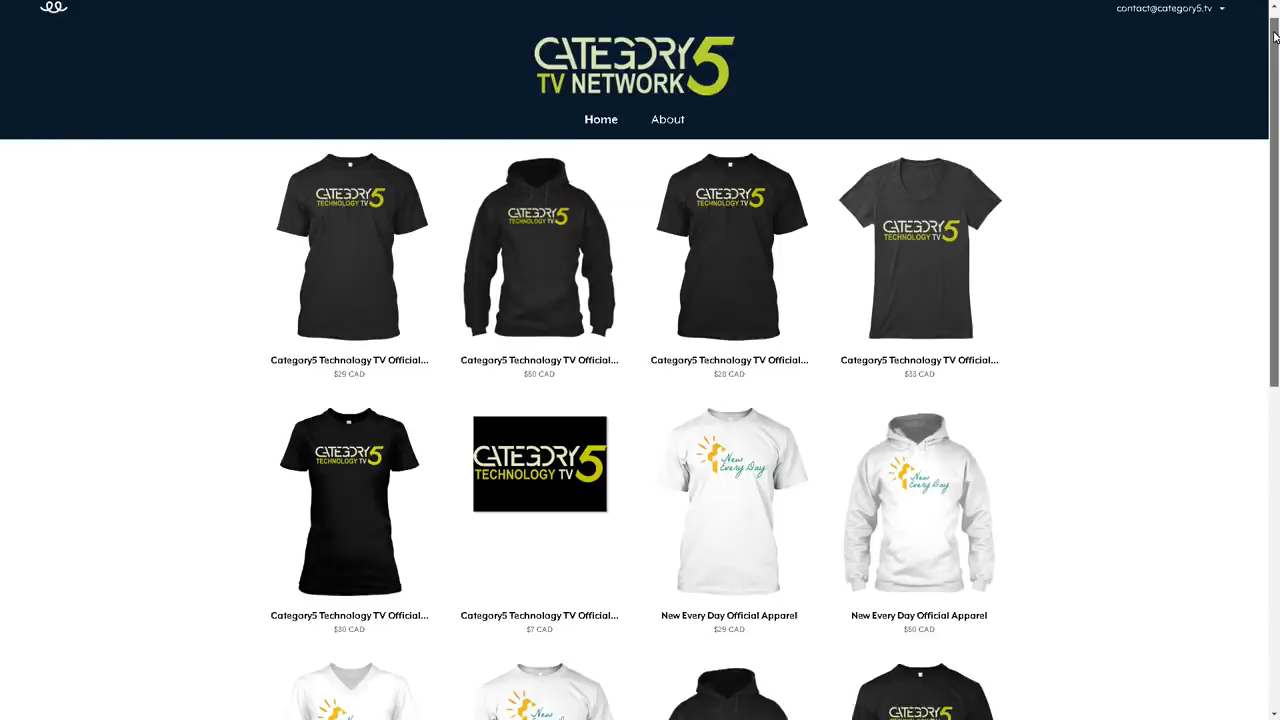 contact@category5.tv
CATEGORY5
TV NETWORK
Home About
CATEGORY5
TECHNOLOGY TV
CATEGORY5
TECHNOLOGY TV
CATEGORY5
TECHNOLOGY TV
CATEGORY5
TECHNOLOGY TV
Category5 Technology TV Official...
$29 CAD
Category5 Technology TV Official...
$50 CAD
Category5 Technology TV Official...
$28 CAD
Category5 Technology TV Official...
$33 CAD
CATEGORY5
TECHNOLOGY TV
CATEGORY5
TECHNOLOGY TV
New
Every Day
New
Every Day
Category5 Technology TV Official...
$30 CAD
Category5 Technology TV Official...
$7 CAD
New Every Day Official Apparel
$29 CAD
New Every Day Official Apparel
$50 CAD
New
New
CATEGORY5